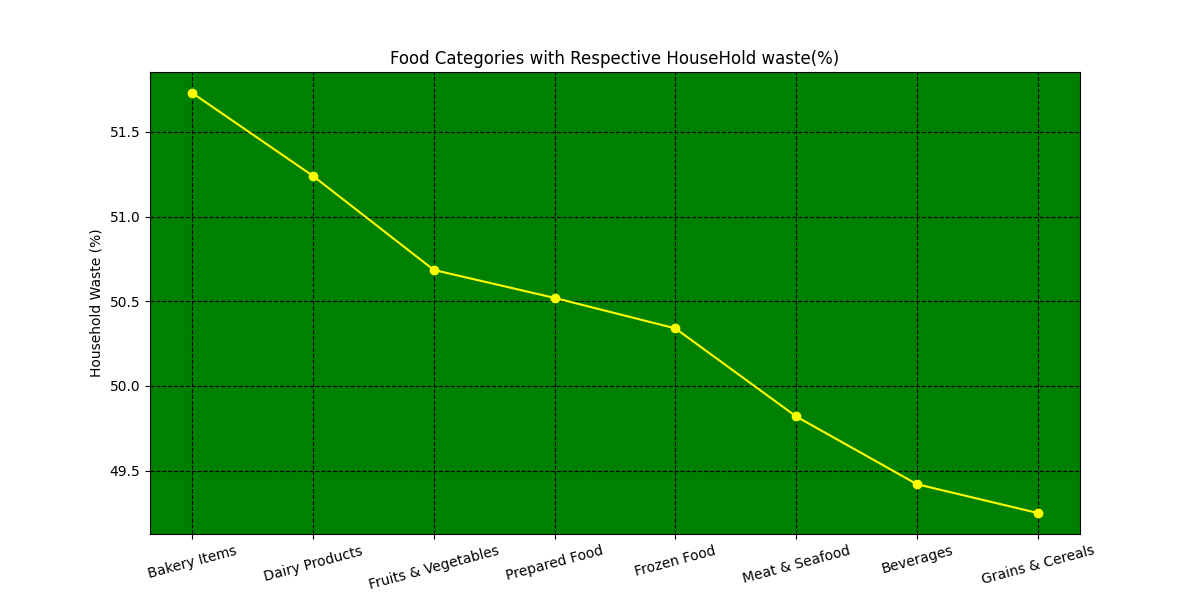 Food Categories with Respective HouseHold waste(%)
Household Waste (%)
51.5
51.0
50.5
50.0
49.5
Bakery Items
Dairy Products
Fruits & Vegetables
Prepared Food
Frozen Food
Meat & Seafood
Beverages
Grains & Cereals